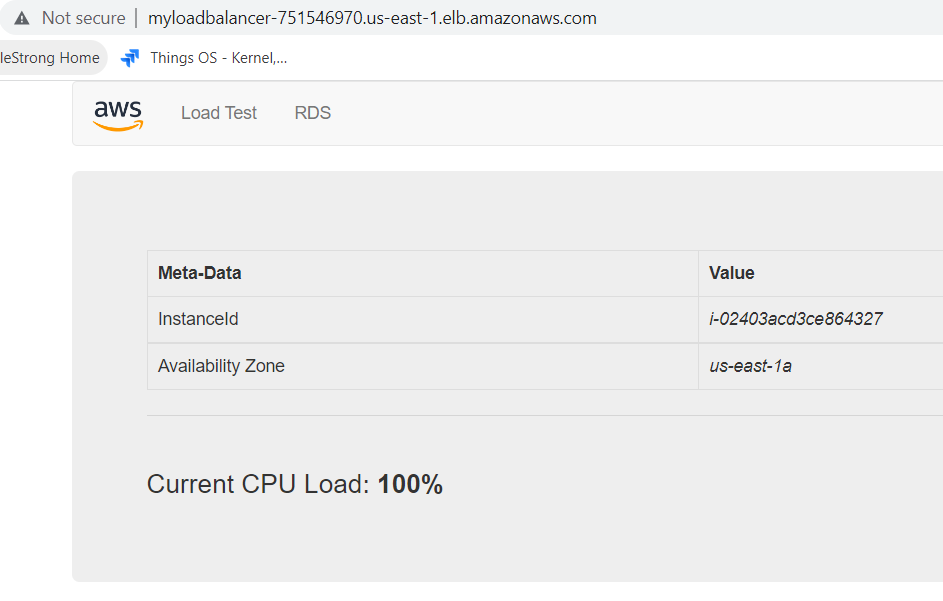 Not secure | myloadbalancer-751546970.us-east-1.elb.amazonaws.com
leStrong Home Things OS - Kernel,...
aws Load Test RDS
Meta-Data Value
InstanceId i-02403acd3ce864327
Availability Zone us-east-1a
Current CPU Load: 100%